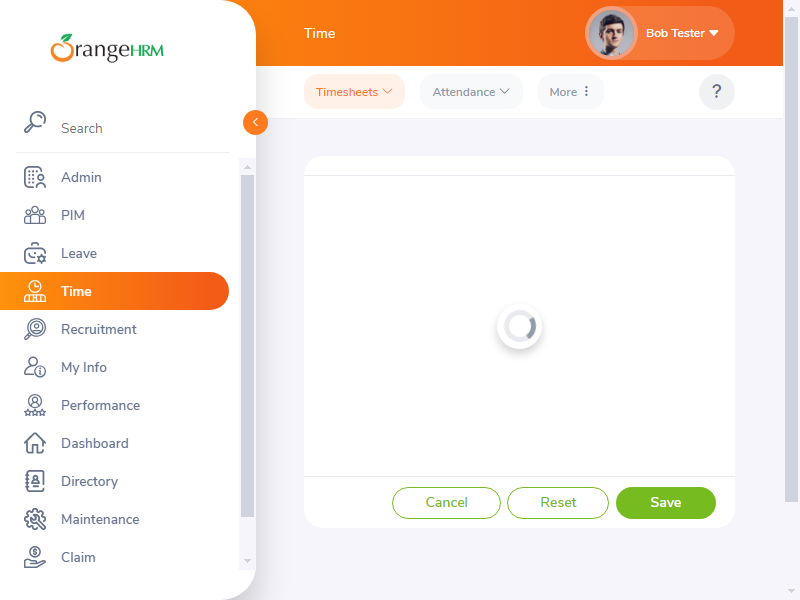 rangeHRM
Search
Admin
PIM
Leave
Time
Recruitment
My Info
Performance
Dashboard
Directory
Maintenance
Claim
Time
Bob Tester
Timesheets
Attendance
More
?
Cancel
Reset
Save